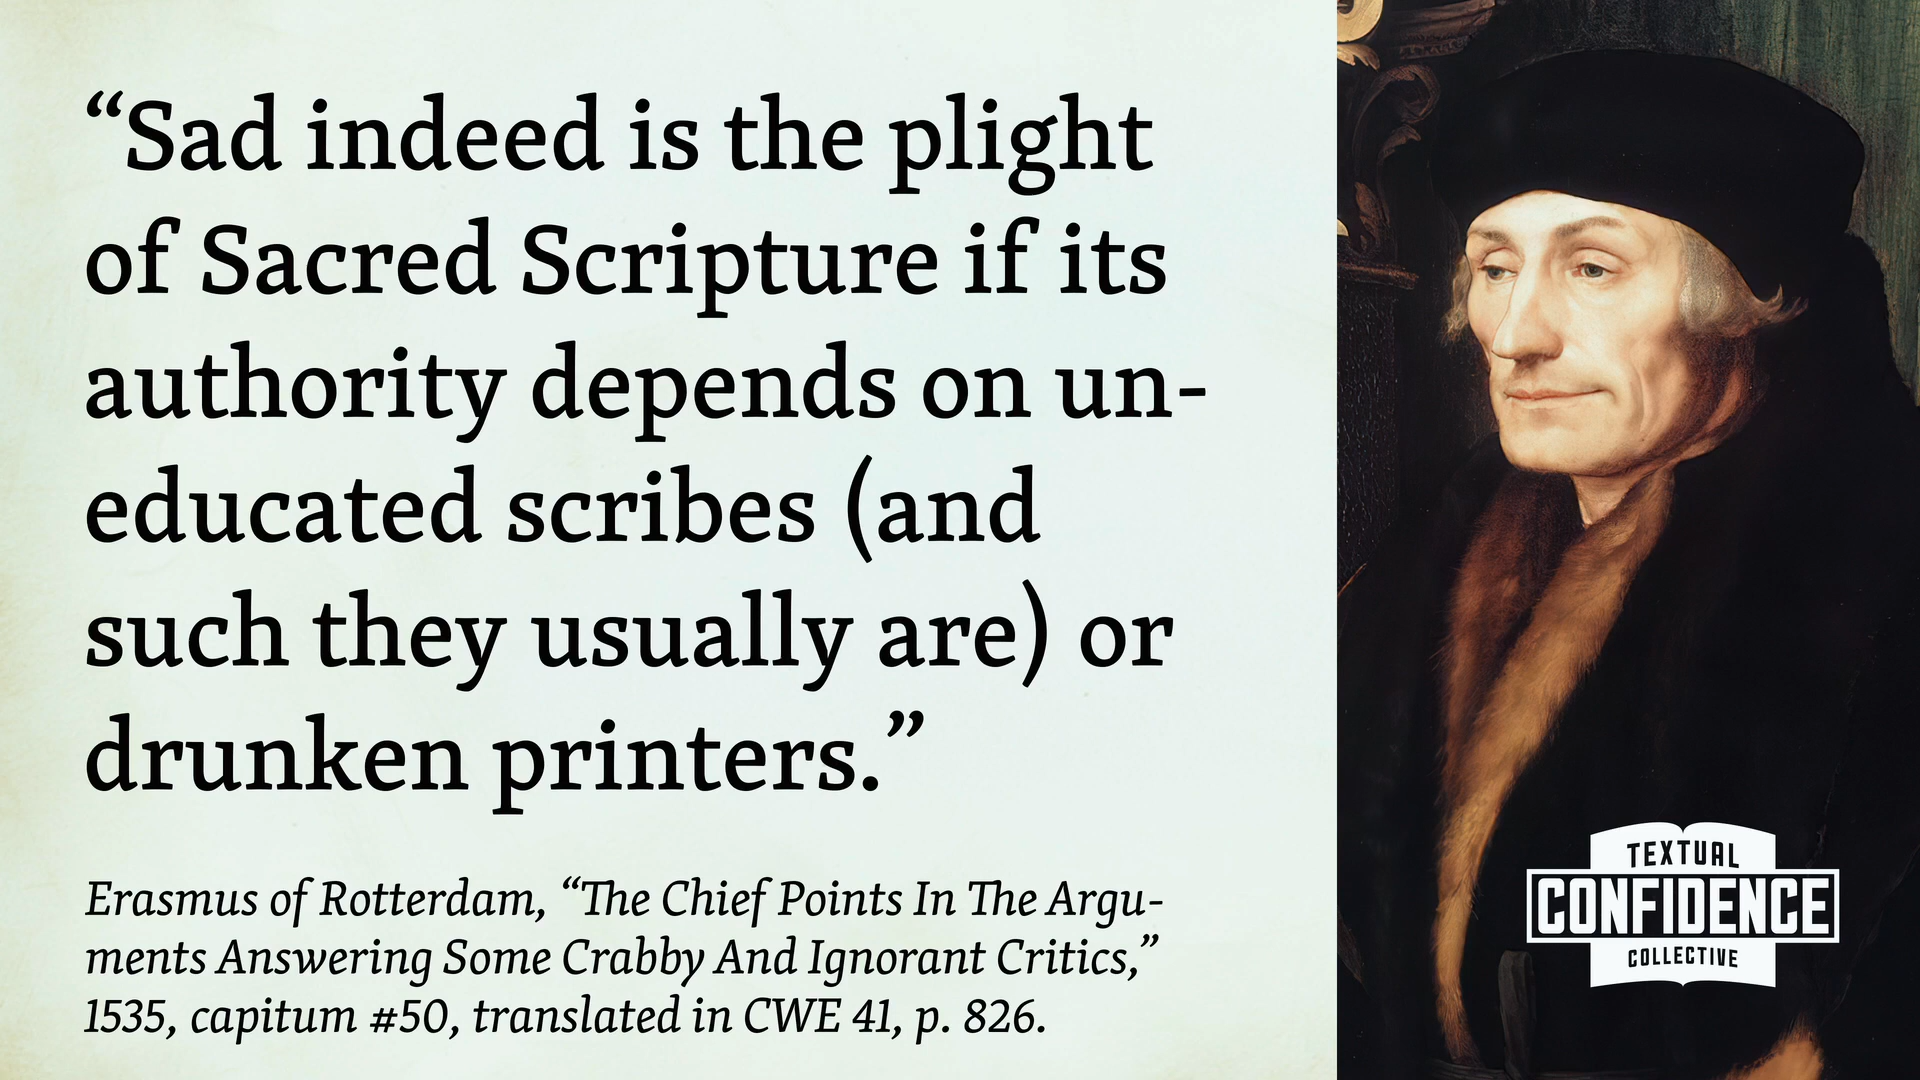 “Sad indeed is the plight
of Sacred Scripture if its
authority depends on un-
educated scribes (and
such they usually are) or
drunken printers.”
Erasmus of Rotterdam, “The Chief Points In The Argu-
ments Answering Some Crabby And Ignorant Critics,”
1535, capitum #50, translated in CWE 41, p. 826.
TEXTUAL
CONFIDENCE
COLLECTIVE